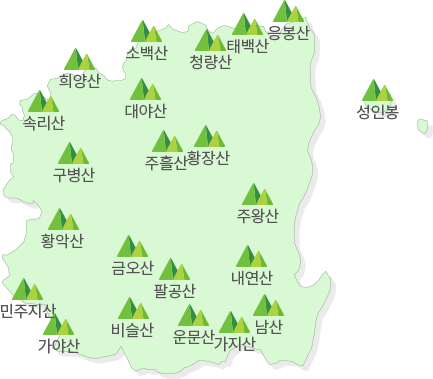 응봉산
태백산
소백산
청량산
희양산
대야산
성인봉
속리산
황장산
주흘산
구병산
주왕산
황악산
금오산
내연산
팔공산
민주지산
남산
비슬산
운문산
가지산
가야산